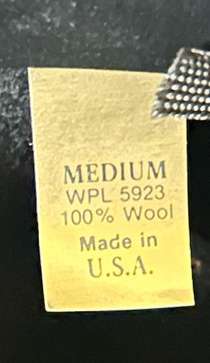 MEDIUM
WPL 5923
100% Wool
Made in
U.S.A.